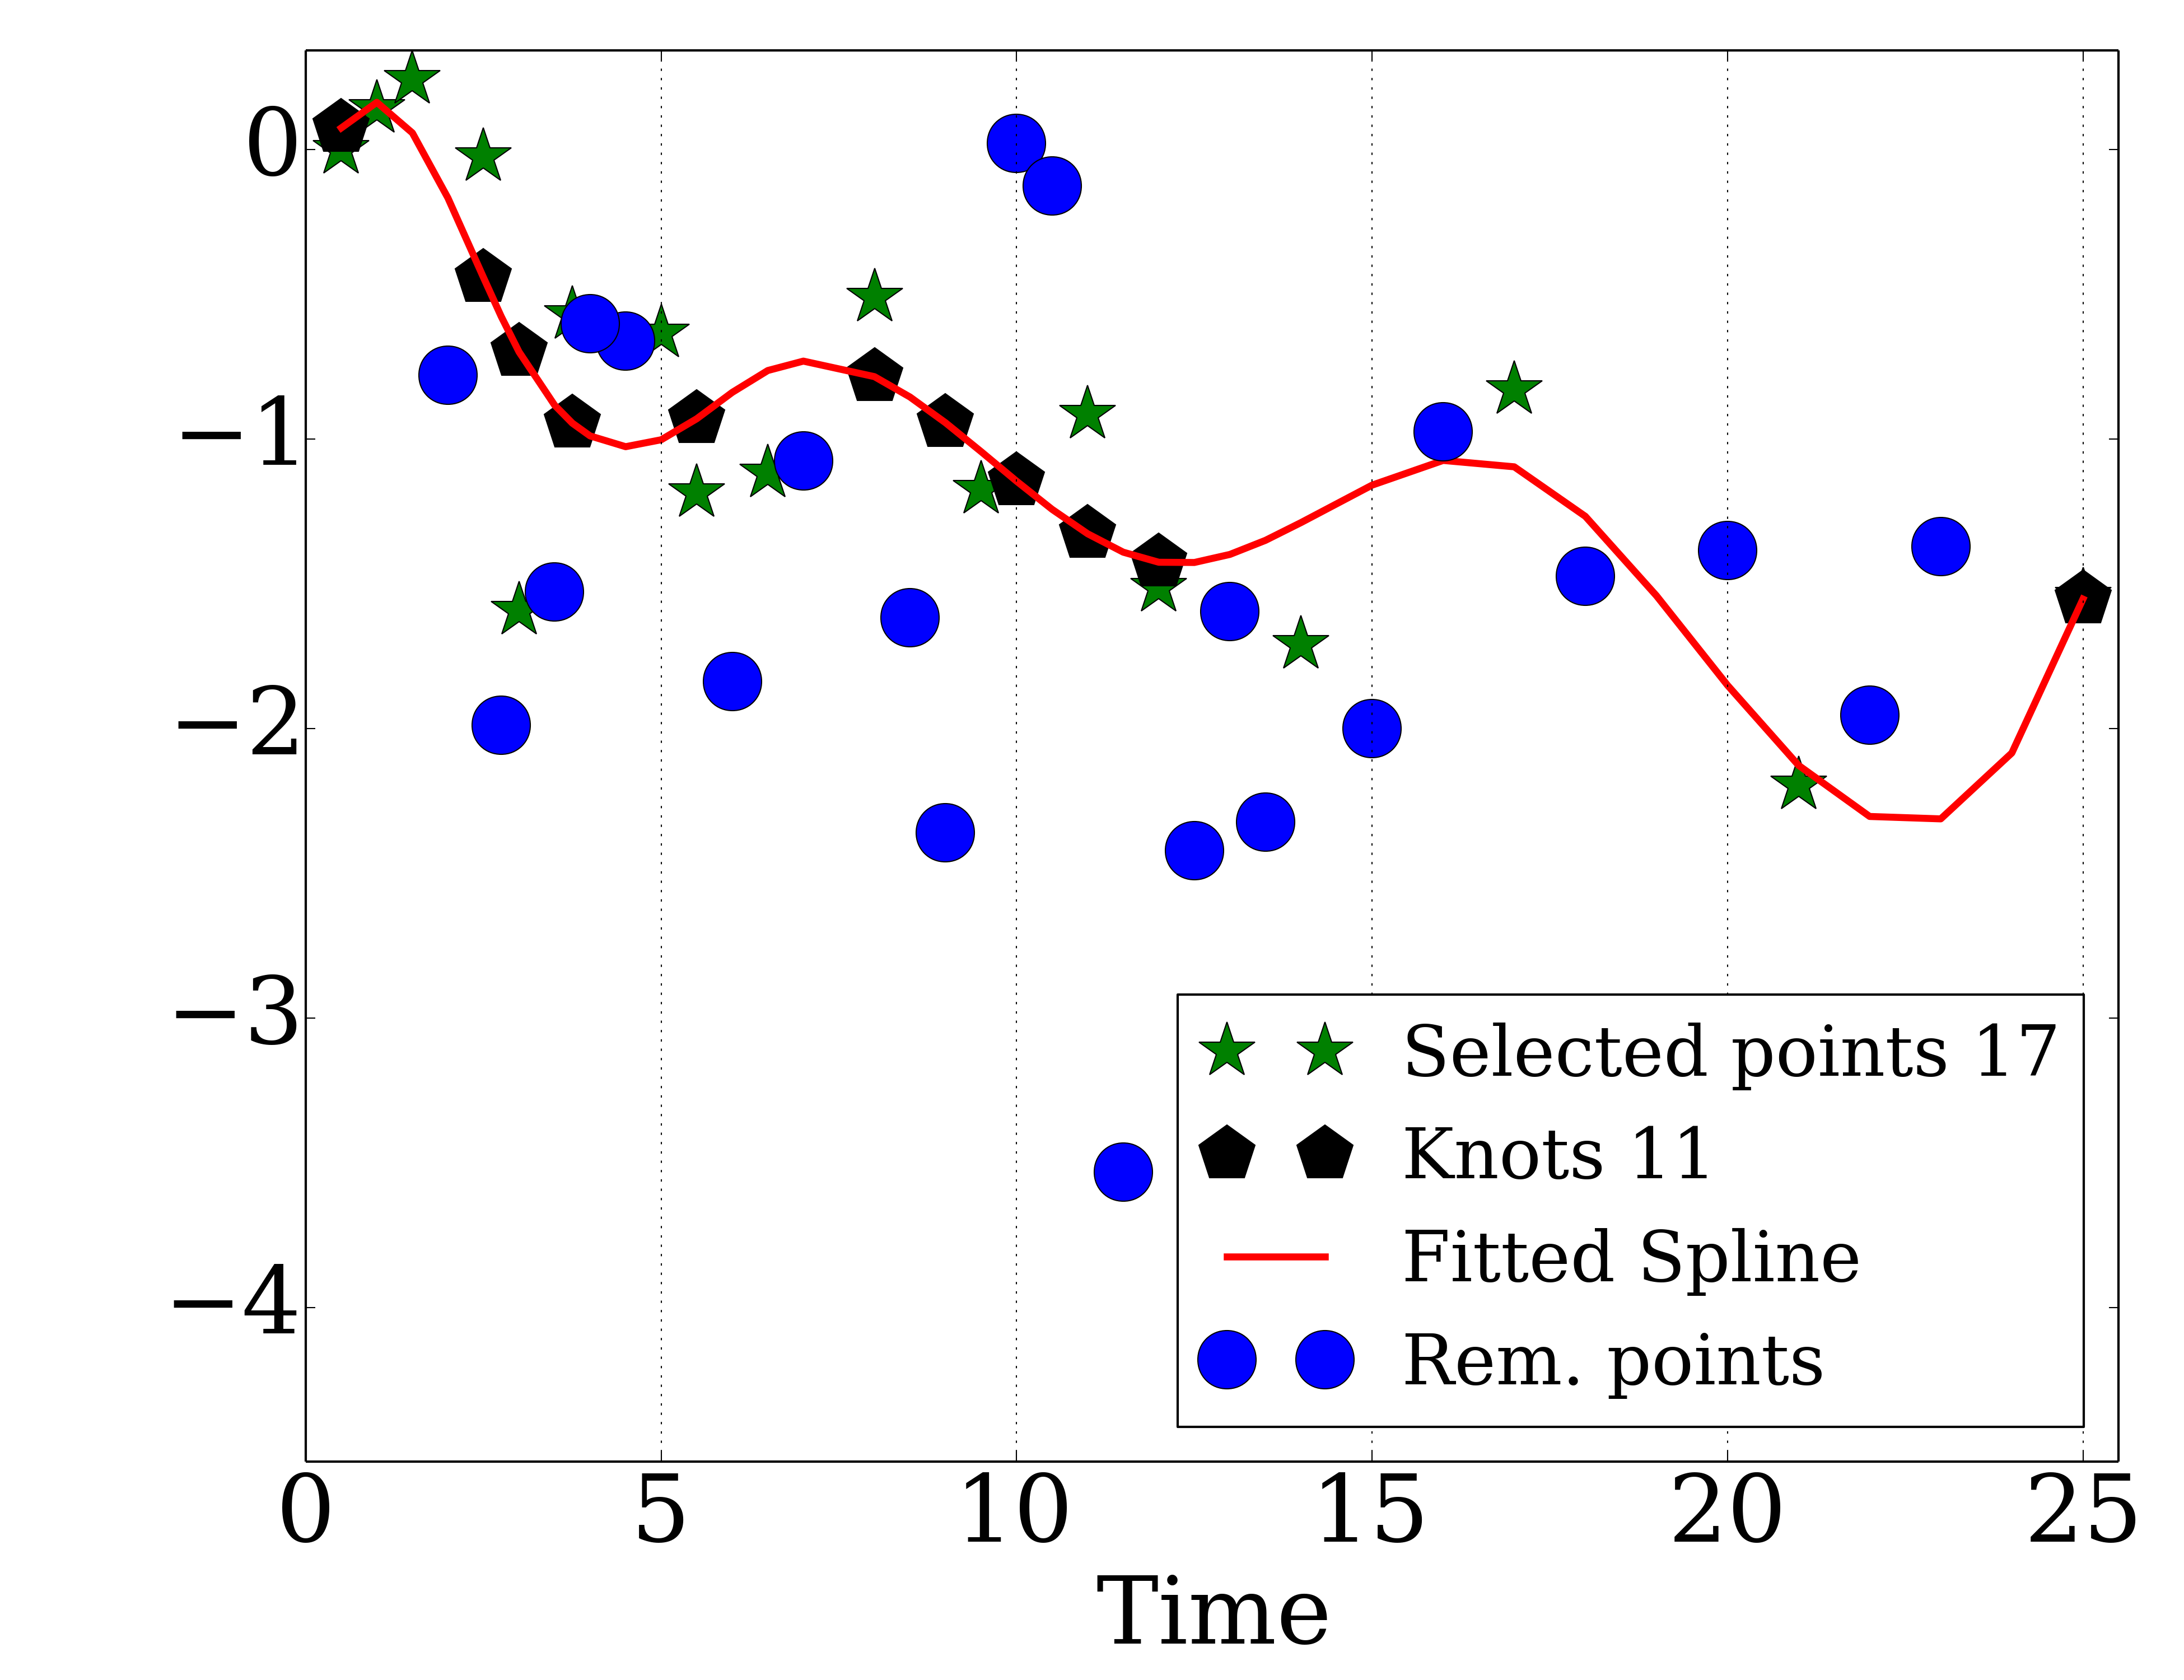 0
−1
−2
−3
−4
Selected points 17
Knots 11
Fitted Spline
Rem. points
0 5 10 15 20 25
Time